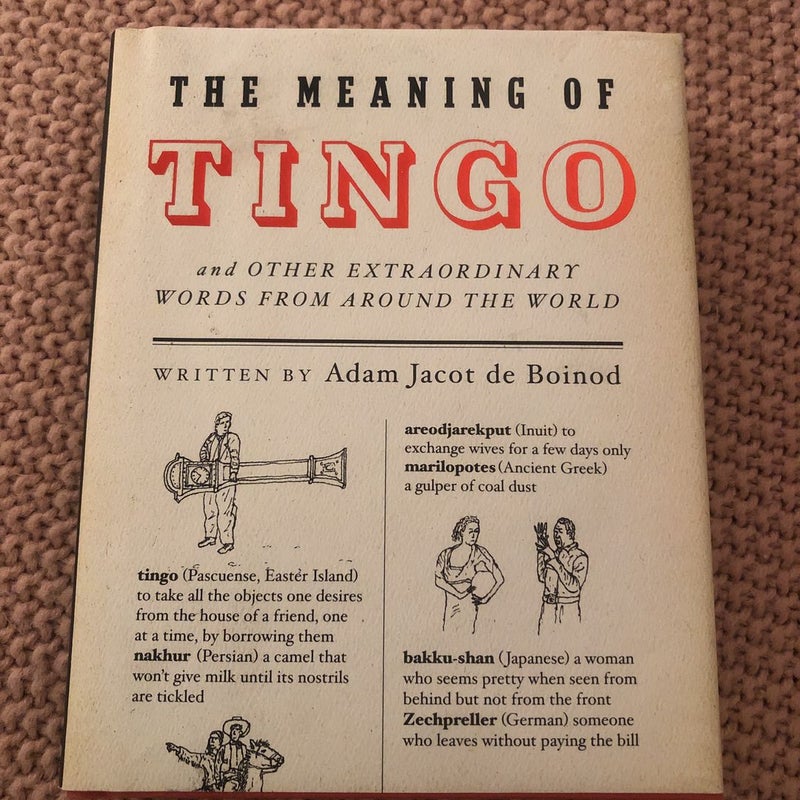 THE MEANING OF
TINGO
and OTHER EXTRAORDINARY
WORDS FROM AROUND THE WORLD
WRITTEN BY Adam Jacot de Boinod
tingo (Pascuense, Easter Island)
to take all the objects one desires
from the house of a friend, one
at a time, by borrowing them
nakhur (Persian) a camel that
won't give milk until its nostrils
are tickled
areodjarekput (Inuit) to
exchange wives for a few days only
marilopotes (Ancient Greek)
a gulper of coal dust
bakku-shan (Japanese) a woman
who seems pretty when seen from
behind but not from the front
Zechpreller (German) someone
who leaves without paying the bill